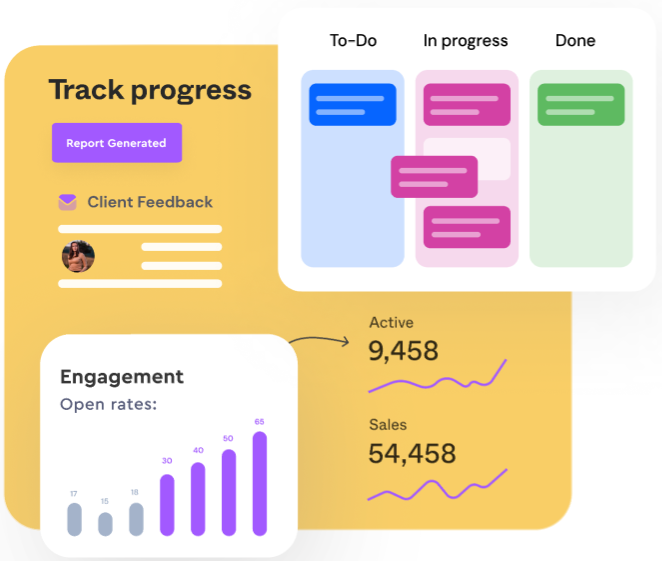 To-Do
In progress
Done
Track progress
Report Generated
Client Feedback
Active
9,458
Sales
54,458
Engagement
Open rates:
17
15
18
30
40
50
65